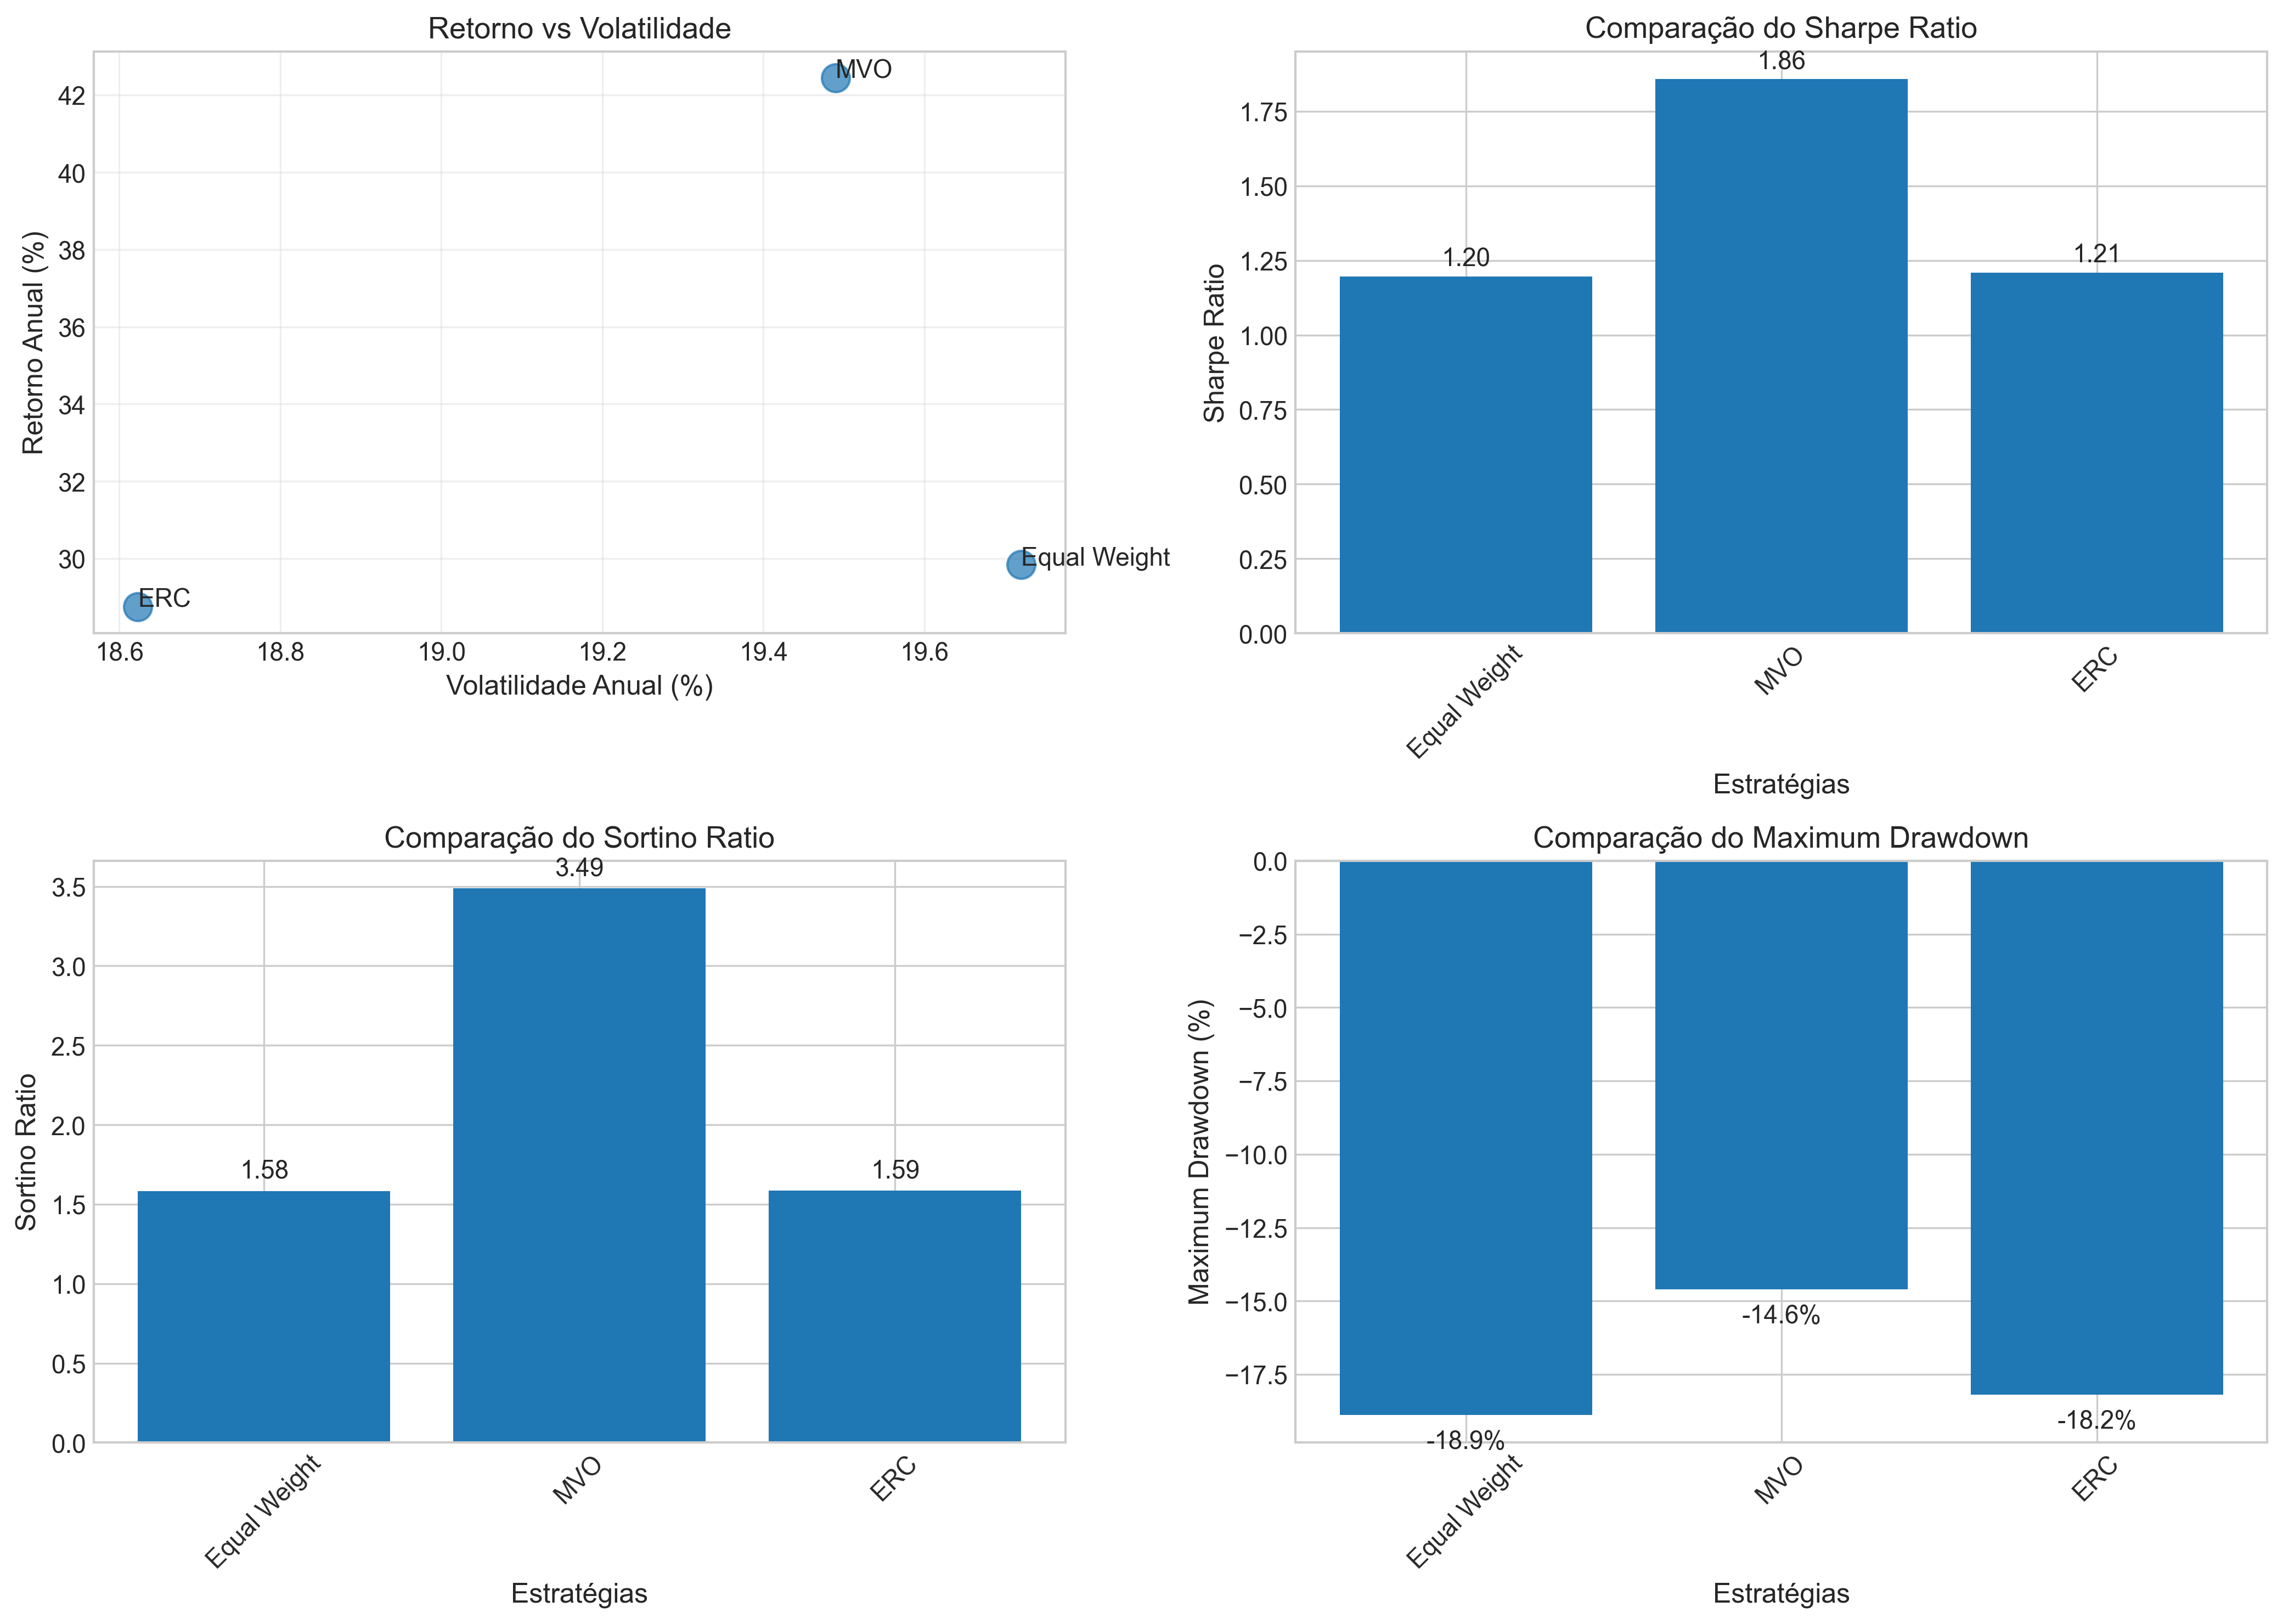 Retorno vs Volatilidade
Retorno Anual (%)
42
40
38
36
34
32
30
MVO
Equal Weight
ERC
18.6 18.8 19.0 19.2 19.4 19.6
Volatilidade Anual (%)
Comparação do Sharpe Ratio
Sharpe Ratio
1.75
1.50
1.25
1.00
0.75
0.50
0.25
0.00
1.20
1.86
1.21
Equal Weight
MVO
ERC
Estratégias
Comparação do Sortino Ratio
Sortino Ratio
3.5
3.0
2.5
2.0
1.5
1.0
0.5
0.0
1.58
3.49
1.59
Equal Weight
MVO
ERC
Estratégias
Comparação do Maximum Drawdown
Maximum Drawdown (%)
0.0
−2.5
−5.0
−7.5
−10.0
−12.5
−15.0
−17.5
-18.9%
-14.6%
-18.2%
Equal Weight
MVO
ERC
Estratégias